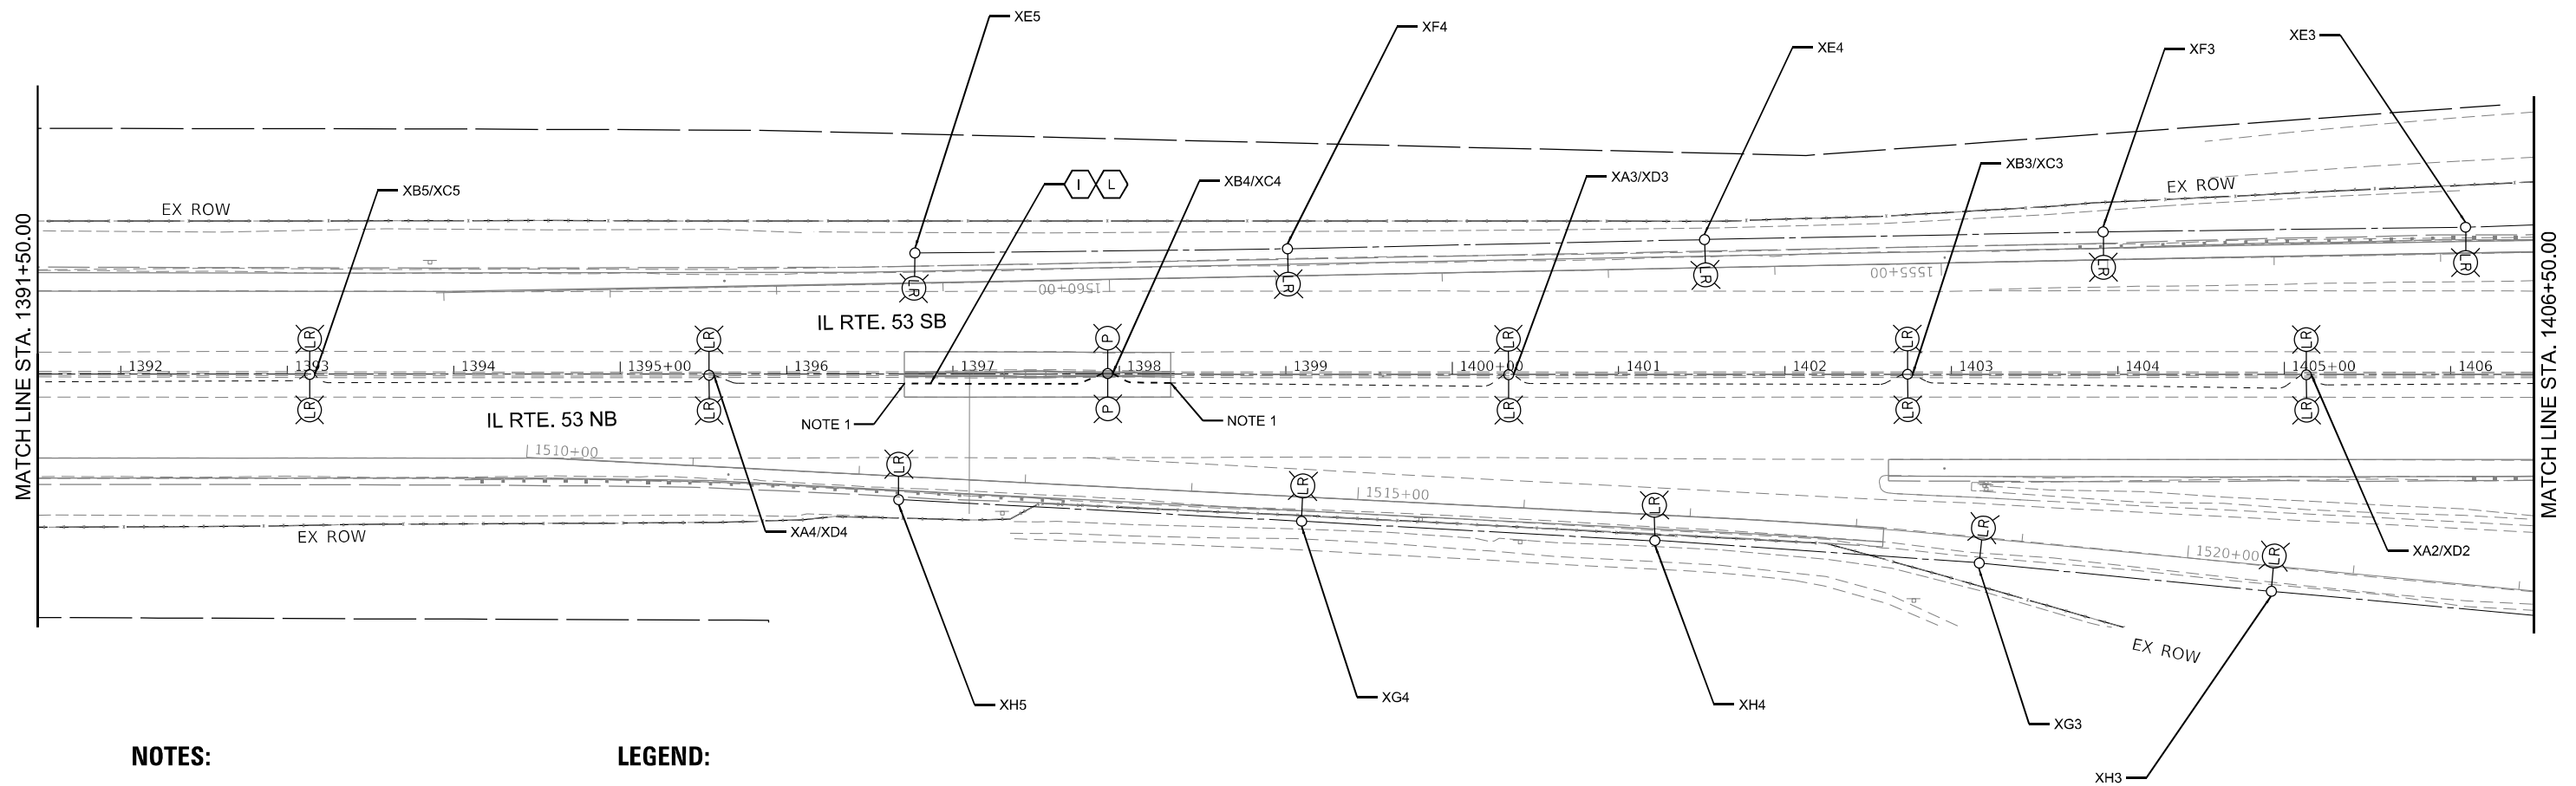 XE5
XF4
XE4
XF3
XE3
XB5/XC5
I L
XB4/XC4
XA3/XD3
XB3/XC3
EX ROW
EX ROW
MATCH LINE STA. 1391+50.00
MATCH LINE STA. 1406+50.00
LR LR LR LR LR
1560+00
1555+00
IL RTE. 53 SB
LR LR P LR LR LR
1392 1393 1394 1395+00 1396 1397 1398 1399 1400+00 1401 1402 1403 1404 1405+00 1406
LR LR P LR LR LR
IL RTE. 53 NB
NOTE 1
NOTE 1
1510+00
LR LR LR LR LR
1515+00
1520+00
EX ROW
XA4/XD4
XA2/XD2
EX ROW
XH5
XG4
XH4
XG3
XH3
NOTES:
LEGEND: